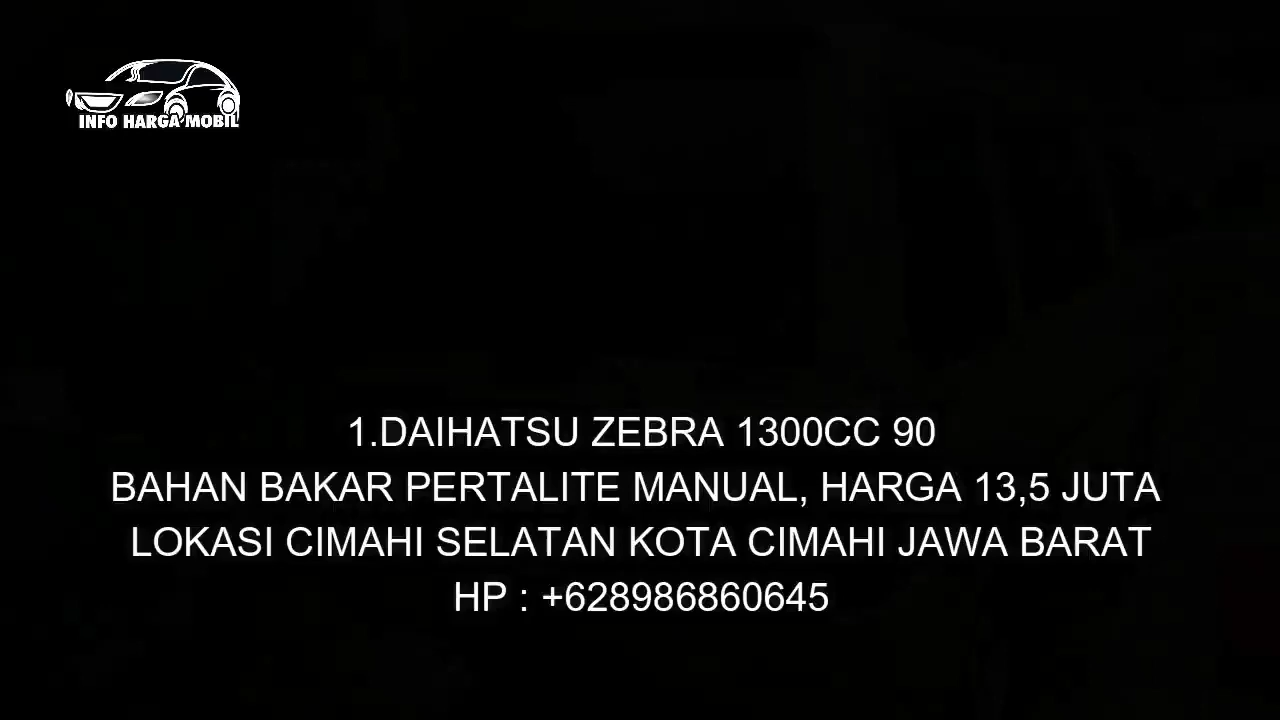 INFO HARGA MOBIL
1.DAIHATSU ZEBRA 1300CC 90
BAHAN BAKAR PERTALITE MANUAL, HARGA 13,5 JUTA
LOKASI CIMAHI SELATAN KOTA CIMAHI JAWA BARAT
HP : +628986860645